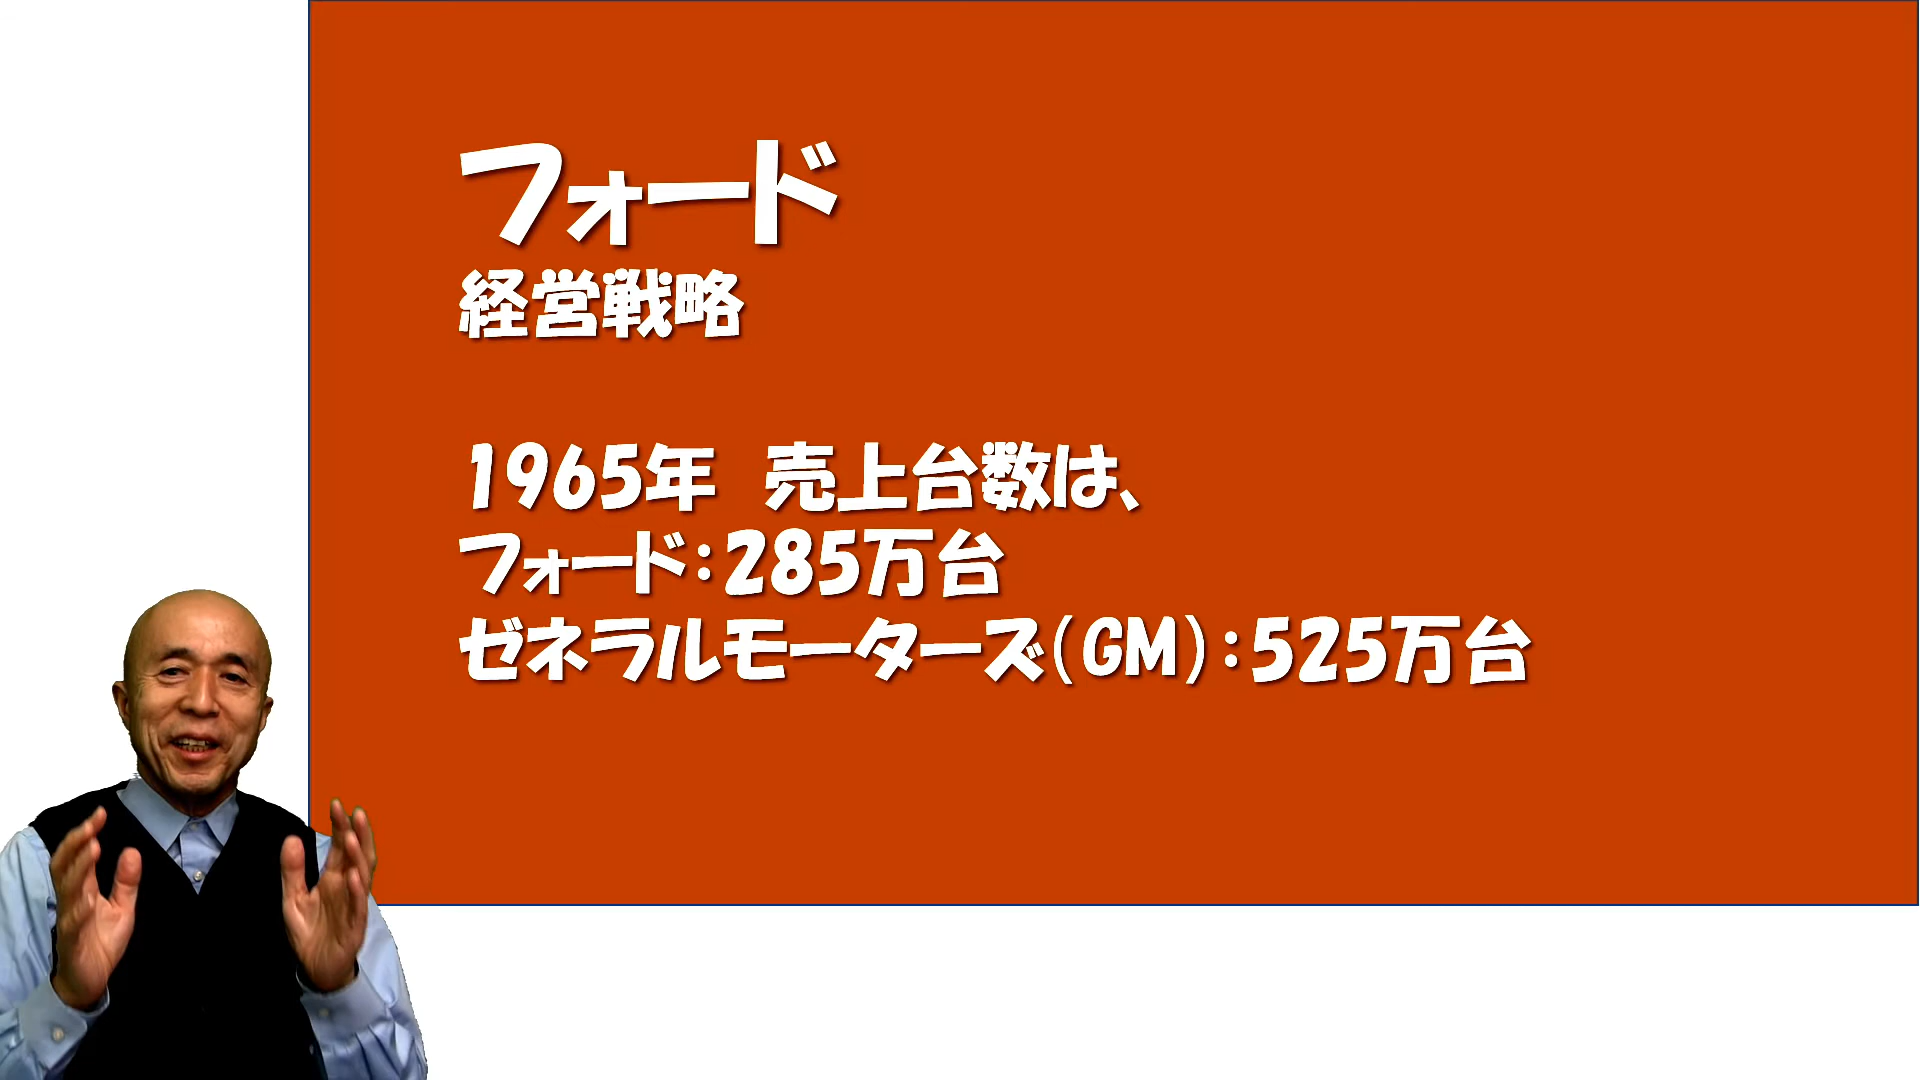 フォード
経営戦略
1965年　売上台数は、
フォード：285万台
ゼネラルモーターズ（GM）：525万台